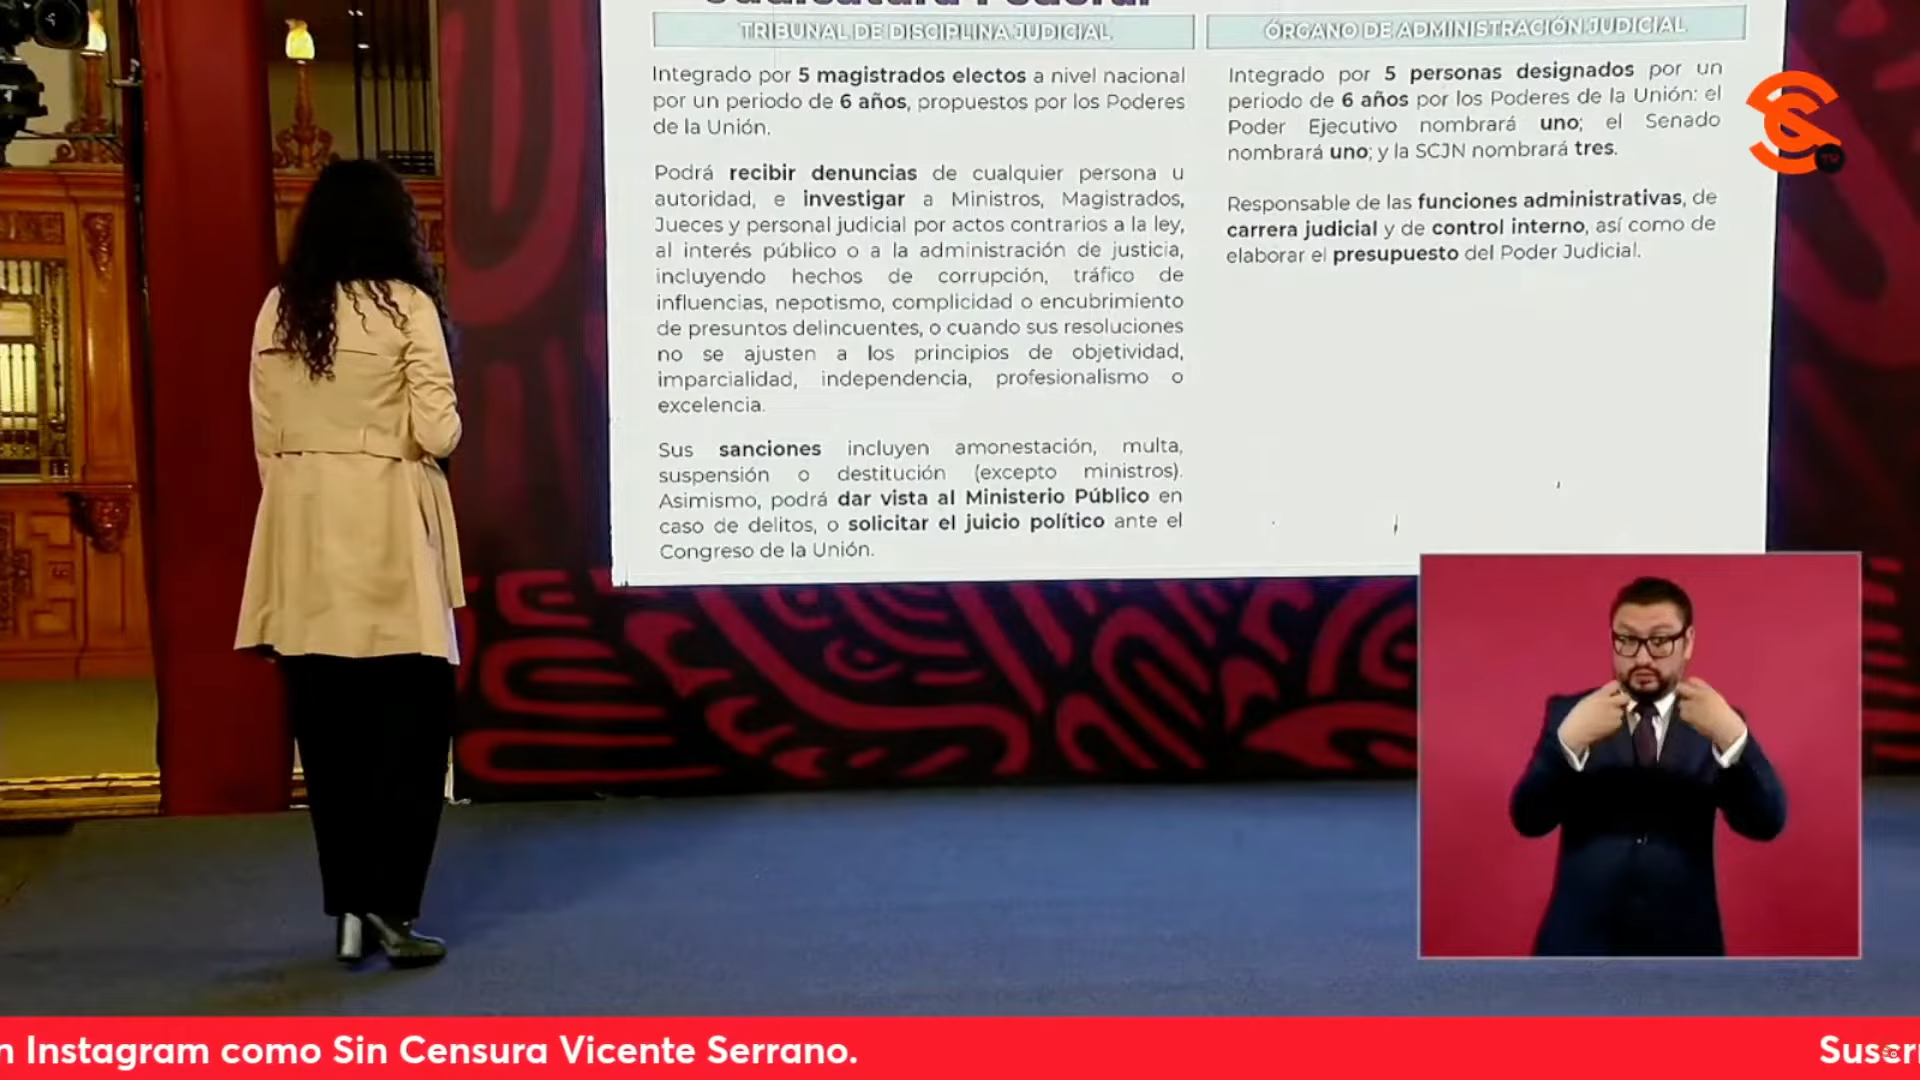 Judicatura Federal
TRIBUNAL DE DISCIPLINA JUDICIAL
Integrado por 5 magistrados electos a nivel nacional
por un periodo de 6 años, propuestos por los Poderes
de la Unión.
Podrá recibir denuncias de cualquier persona u
autoridad, e investigar a Ministros, Magistrados,
Jueces y personal judicial por actos contrarios a la ley,
al interés público o a la administración de justicia,
incluyendo hechos de corrupción, tráfico de
influencias, nepotismo, complicidad o encubrimiento
de presuntos delincuentes, o cuando sus resoluciones
no se ajusten a los principios de objetividad,
imparcialidad, independencia, profesionalismo o
excelencia.
Sus sanciones incluyen amonestación, multa,
suspensión o destitución (excepto ministros).
Asimismo, podrá dar vista al Ministerio Público en
caso de delitos, o solicitar el juicio político ante el
Congreso de la Unión.
ÓRGANO DE ADMINISTRACIÓN JUDICIAL
Integrado por 5 personas designados por un
periodo de 6 años por los Poderes de la Unión: el
Poder Ejecutivo nombrará uno; el Senado
nombrará uno; y la SCJN nombrará tres.
Responsable de las funciones administrativas, de
carrera judicial y de control interno, así como de
elaborar el presupuesto del Poder Judicial.
TV
n Instagram como Sin Censura Vicente Serrano.
Suscr